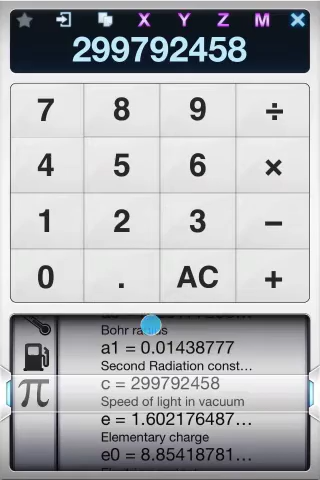 X Y Z M
299792458
7 8 9 ÷
4 5 6 ×
1 2 3 −
0 . AC +
Bohr radius
a1 = 0.01438777
Second Radiation const...
c = 299792458
π
Speed of light in vacuum
e = 1.602176487...
Elementary charge
e0 = 8.85418781...